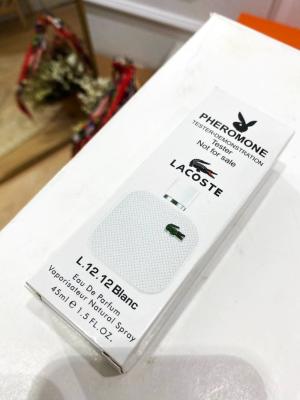 PHEROMONE
TESTER-DEMONSTRATION
Tester
Not for sale
LACOSTE
L.12.12 Blanc
Eau De Parfum
Vaporisateur Natural Spray
45ml e 1.5 FL.OZ.